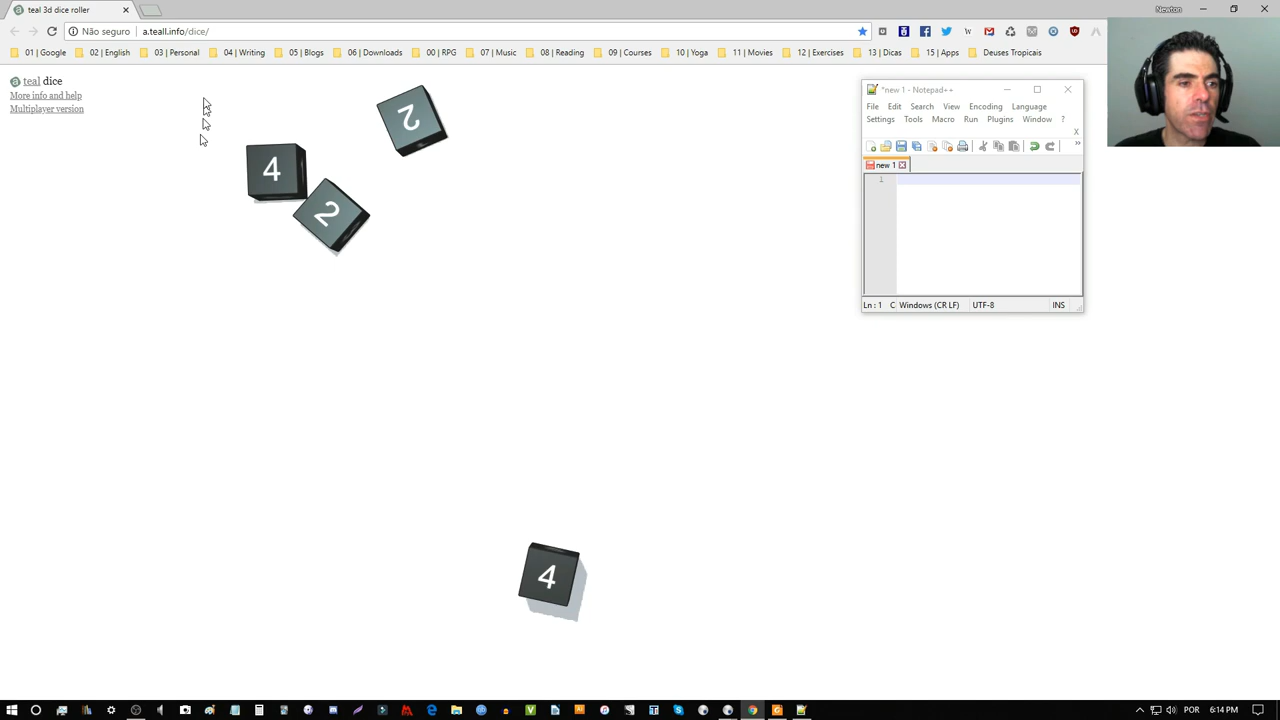 teal 3d dice roller
Newton
Não seguro | a.teall.info/dice/
01 | Google
02 | English
03 | Personal
04 | Writing
05 | Blogs
06 | Downloads
00 | RPG
07 | Music
08 | Reading
09 | Courses
10 | Yoga
11 | Movies
12 | Exercises
13 | Dicas
15 | Apps
Deuses Tropicais
teal dice
More info and help
Multiplayer version
2
4
2
4
*new 1 - Notepad++
File Edit Search View Encoding Language
Settings Tools Macro Run Plugins Window ?
X
new 1
1
Ln : 1 C Windows (CR LF) UTF-8 INS
POR 6:14 PM